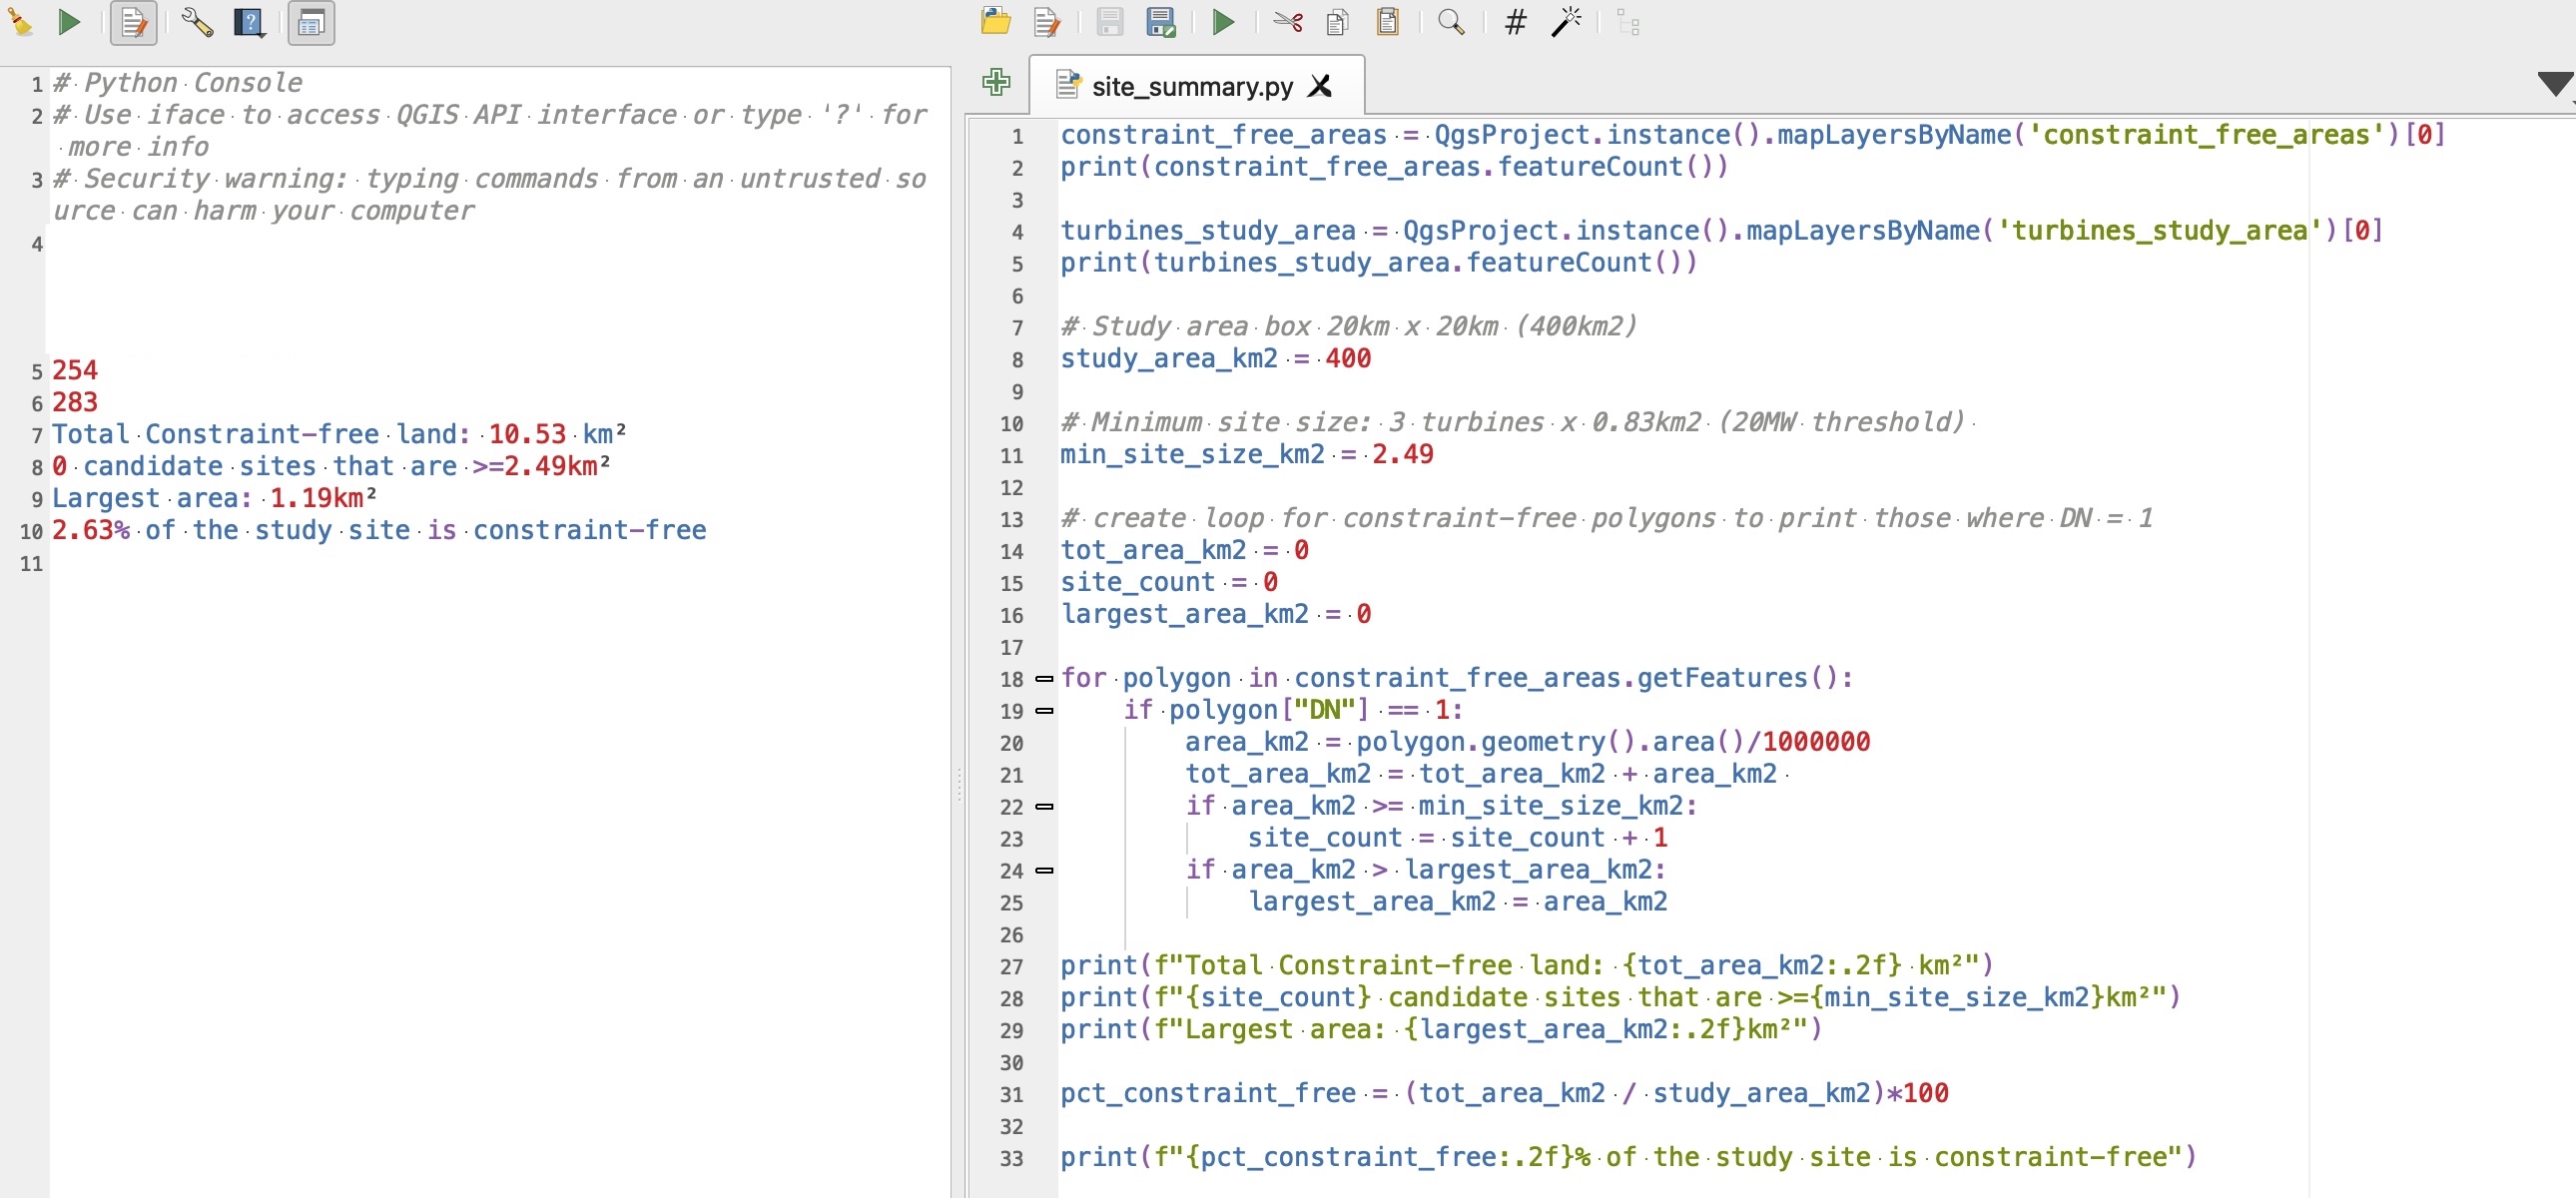 1 # Python Console
2 # Use iface to access QGIS API interface or type '?' for
more info
3 # Security warning: typing commands from an untrusted so
urce can harm your computer
4
5 254
6 283
7 Total Constraint-free land: 10.53 km²
8 0 candidate sites that are >=2.49km²
9 Largest area: 1.19km²
10 2.63% of the study site is constraint-free
11
site_summary.py
1 constraint_free_areas = QgsProject.instance().mapLayersByName('constraint_free_areas')[0]
2 print(constraint_free_areas.featureCount())
3
4 turbines_study_area = QgsProject.instance().mapLayersByName('turbines_study_area')[0]
5 print(turbines_study_area.featureCount())
6
7 # Study area box 20km x 20km (400km2)
8 study_area_km2 = 400
9
10 # Minimum site size: 3 turbines x 0.83km2 (20MW threshold)
11 min_site_size_km2 = 2.49
12
13 # create loop for constraint-free polygons to print those where DN = 1
14 tot_area_km2 = 0
15 site_count = 0
16 largest_area_km2 = 0
17
18 for polygon in constraint_free_areas.getFeatures():
19     if polygon["DN"] == 1:
20         area_km2 = polygon.geometry().area()/1000000
21         tot_area_km2 = tot_area_km2 + area_km2
22         if area_km2 >= min_site_size_km2:
23             site_count = site_count + 1
24         if area_km2 > largest_area_km2:
25             largest_area_km2 = area_km2
26
27 print(f"Total Constraint-free land: {tot_area_km2:.2f} km²")
28 print(f"{site_count} candidate sites that are >={min_site_size_km2}km²")
29 print(f"Largest area: {largest_area_km2:.2f}km²")
30
31 pct_constraint_free = (tot_area_km2 / study_area_km2)*100
32
33 print(f"{pct_constraint_free:.2f}% of the study site is constraint-free")